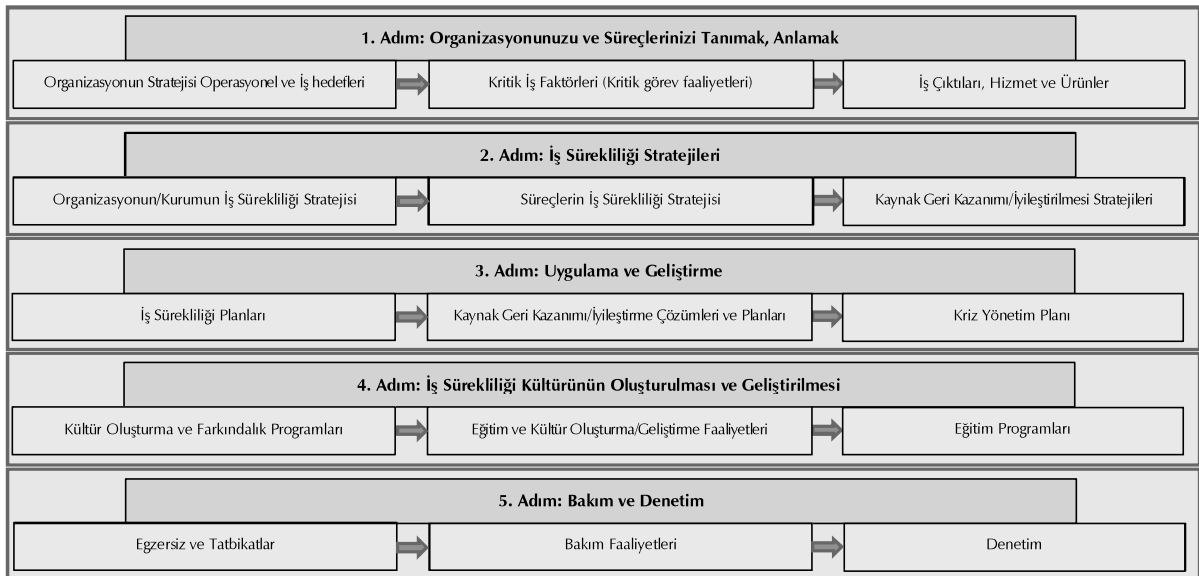 1. Adım: Organizasyonunuzu ve Süreçlerinizi Tanımak, Anlamak
Organizasyonun Stratejisi Operasyonel ve İş hedefleri
Kritik İş Faktörleri (Kritik görev faaliyetleri)
İş Çıktıları, Hizmet ve Ürünler
2. Adım: İş Sürekliliği Stratejileri
Organizasyonun/Kurumun İş Sürekliliği Stratejisi
Süreçlerin İş Sürekliliği Stratejisi
Kaynak Geri Kazanımı/İyileştirilmesi Stratejileri
3. Adım: Uygulama ve Geliştirme
İş Sürekliliği Planları
Kaynak Geri Kazanımı/İyileştirme Çözümleri ve Planları
Kriz Yönetim Planı
4. Adım: İş Sürekliliği Kültürünün Oluşturulması ve Geliştirilmesi
Kültür Oluşturma ve Farkındalık Programları
Eğitim ve Kültür Oluşturma/Geliştirme Faaliyetleri
Eğitim Programları
5. Adım: Bakım ve Denetim
Egzersiz ve Tatbikatlar
Bakım Faaliyetleri
Denetim